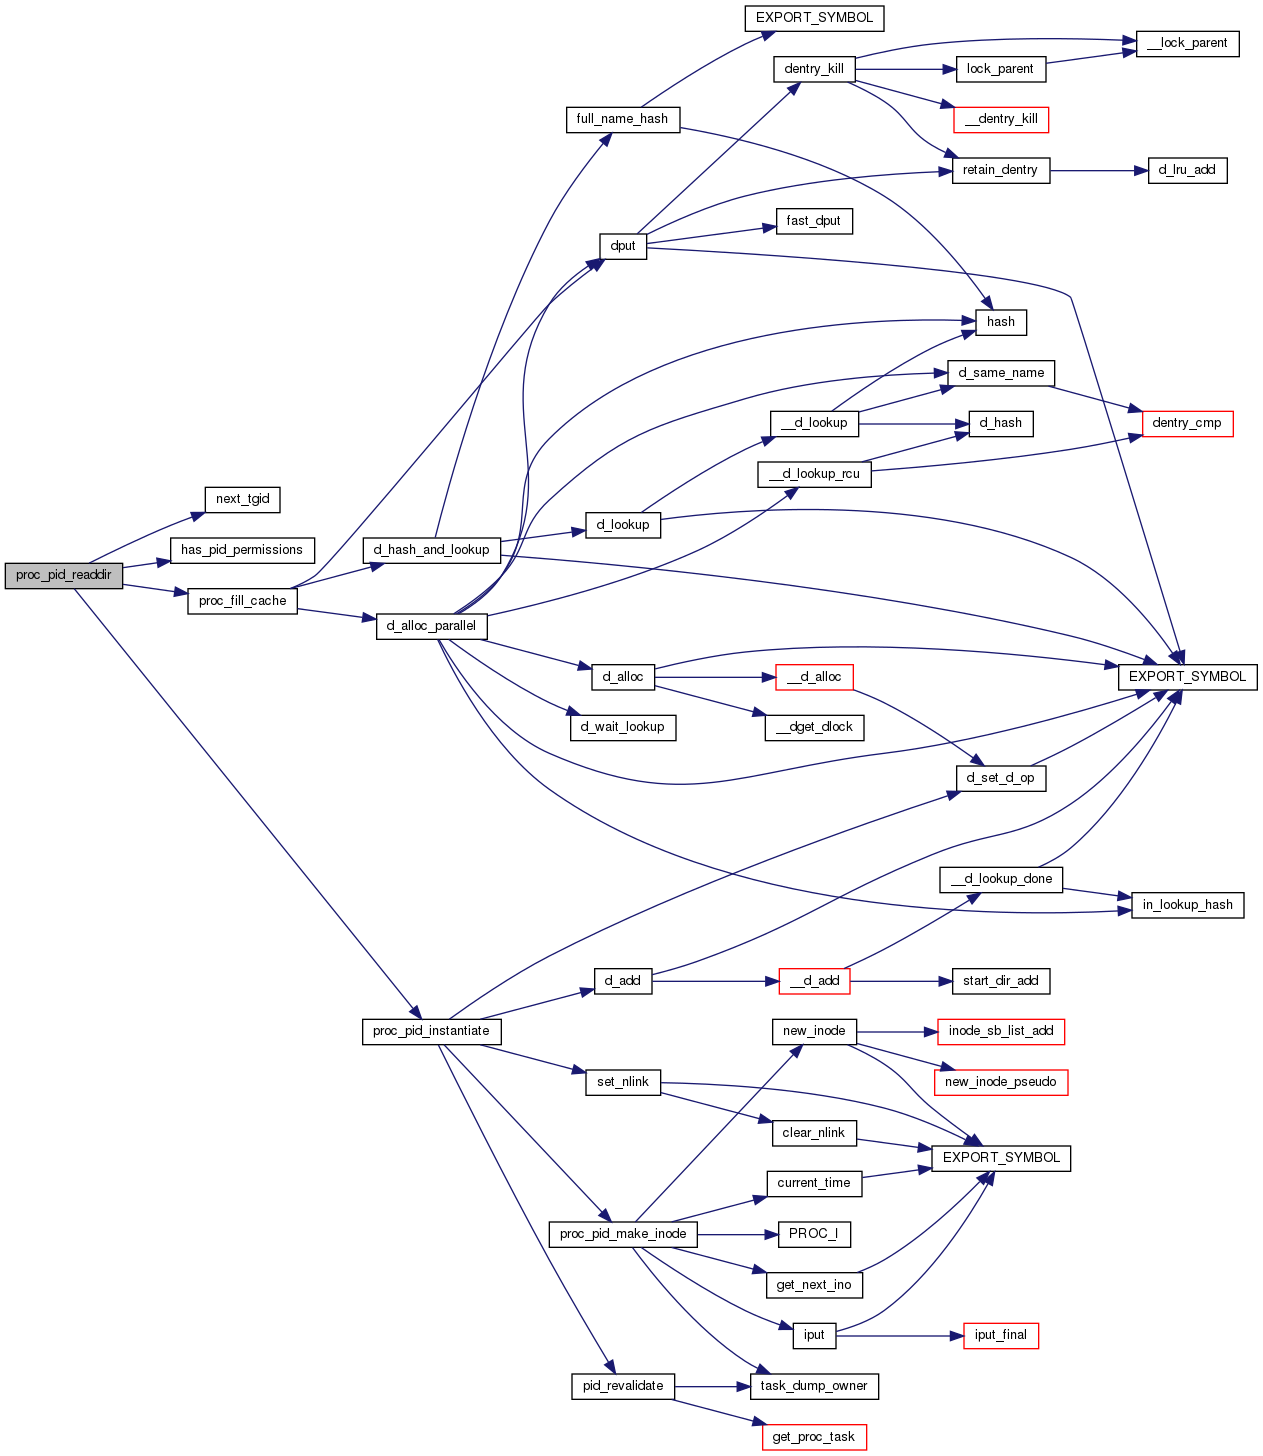 EXPORT_SYMBOL
__lock_parent
dentry_kill
lock_parent
full_name_hash
__dentry_kill
retain_dentry
d_lru_add
fast_dput
dput
hash
d_same_name
__d_lookup
d_hash
dentry_cmp
__d_lookup_rcu
next_tgid
d_lookup
has_pid_permissions
d_hash_and_lookup
proc_pid_readdir
proc_fill_cache
d_alloc_parallel
d_alloc
__d_alloc
EXPORT_SYMBOL
d_wait_lookup
__dget_dlock
d_set_d_op
__d_lookup_done
in_lookup_hash
d_add
__d_add
start_dir_add
proc_pid_instantiate
new_inode
inode_sb_list_add
set_nlink
new_inode_pseudo
clear_nlink
EXPORT_SYMBOL
current_time
proc_pid_make_inode
PROC_I
get_next_ino
iput
iput_final
pid_revalidate
task_dump_owner
get_proc_task